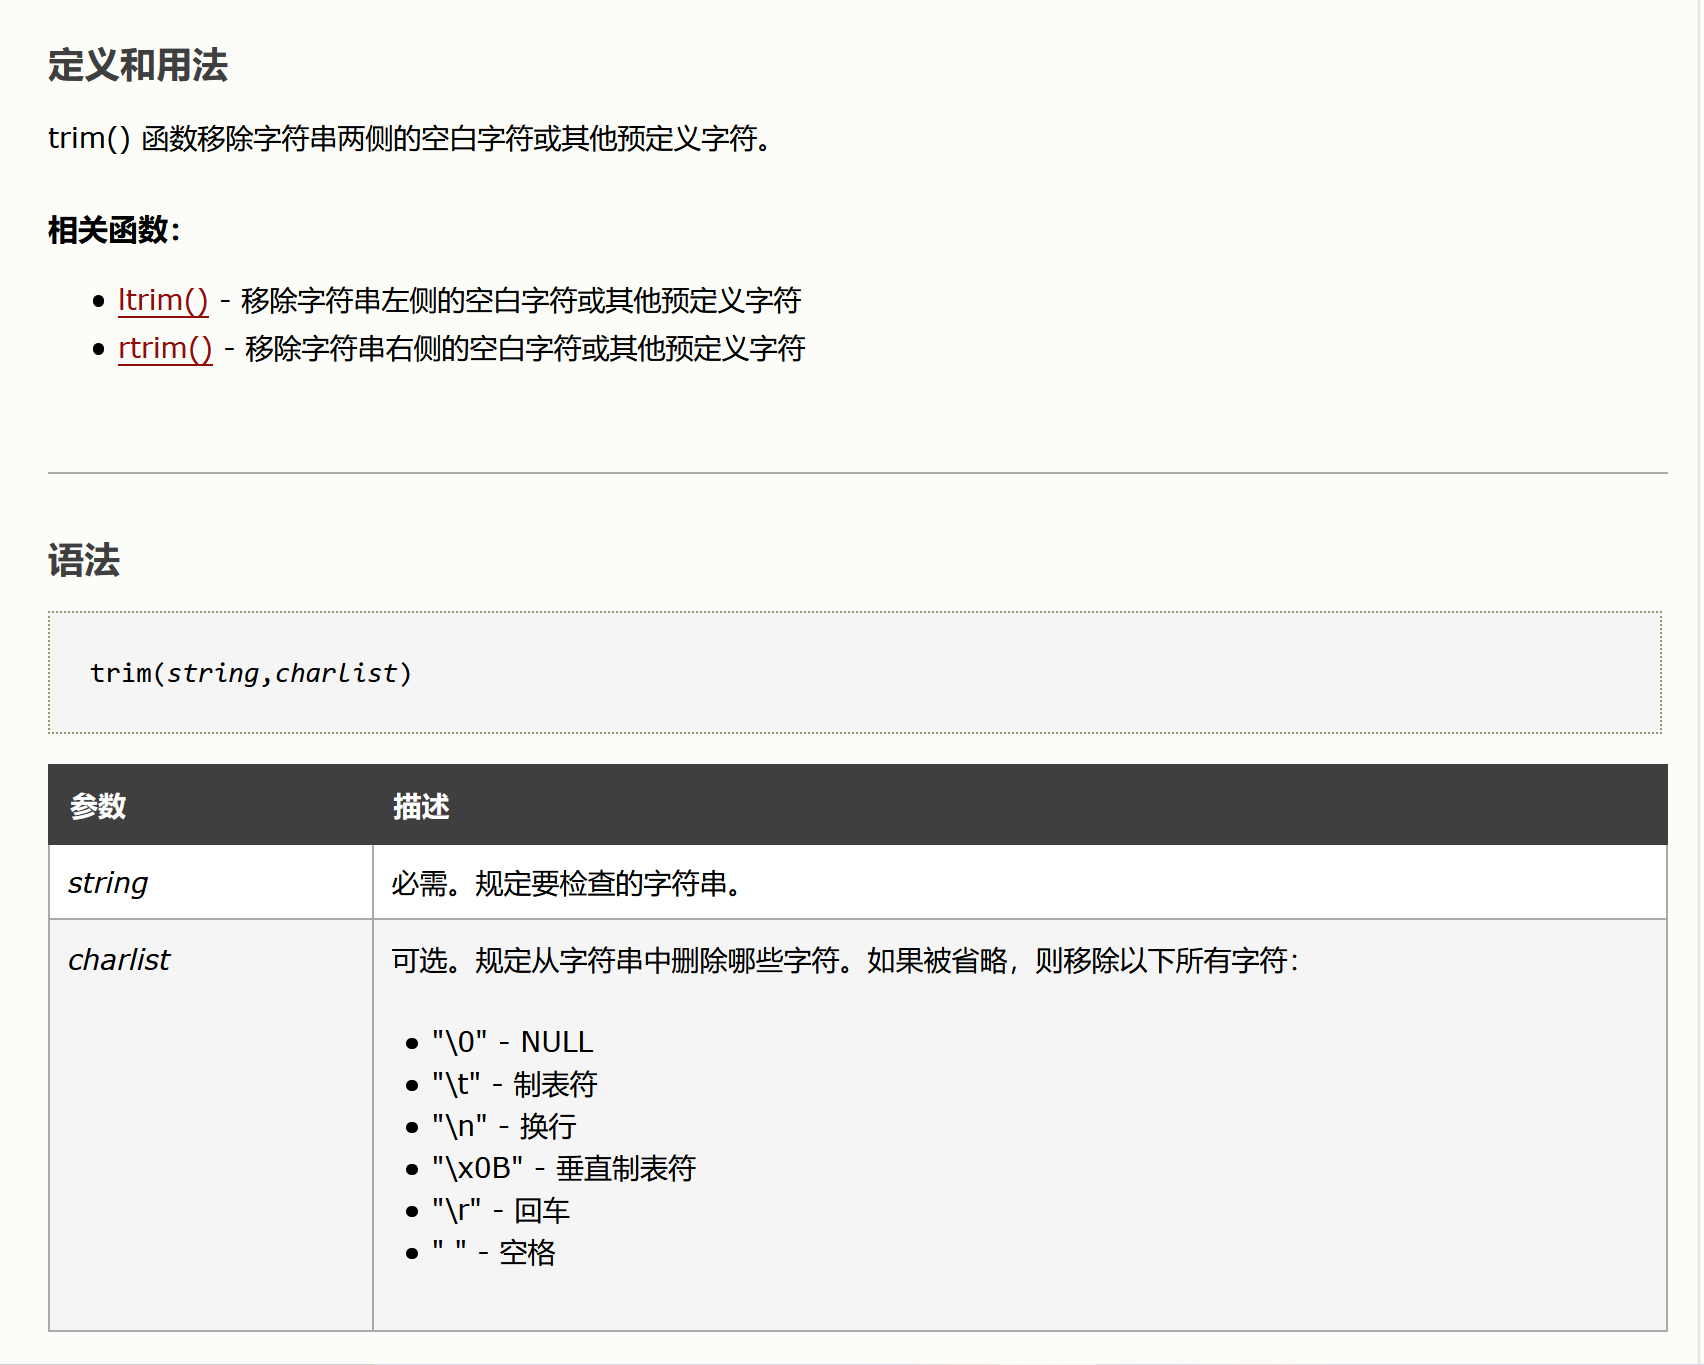 定义和用法
trim() 函数移除字符串两侧的空白字符或其他预定义字符。
相关函数：
ltrim() - 移除字符串左侧的空白字符或其他预定义字符
rtrim() - 移除字符串右侧的空白字符或其他预定义字符
语法
trim(string,charlist)
参数 描述
string 必需。规定要检查的字符串。
charlist 可选。规定从字符串中删除哪些字符。如果被省略，则移除以下所有字符：
"\0" - NULL
"\t" - 制表符
"\n" - 换行
"\x0B" - 垂直制表符
"\r" - 回车
" " - 空格